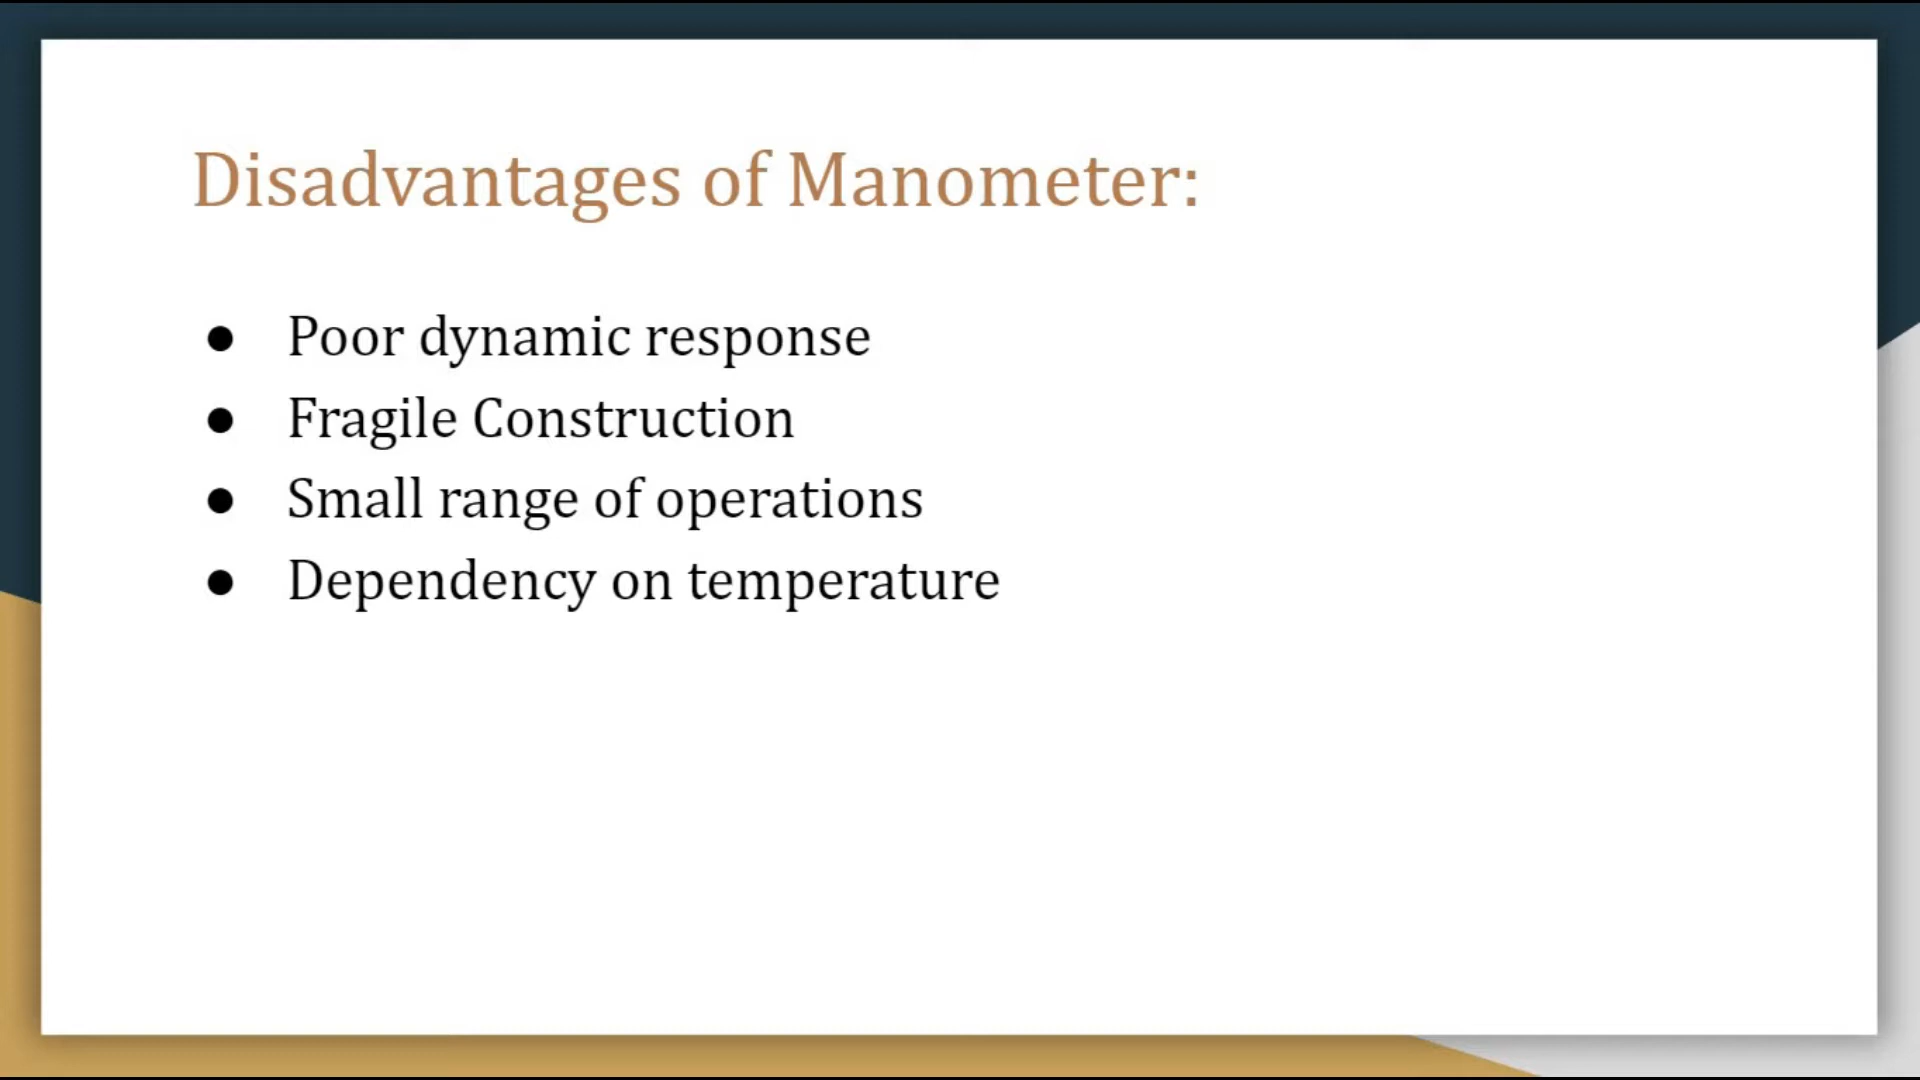 Disadvantages of Manometer:
● Poor dynamic response
● Fragile Construction
● Small range of operations
● Dependency on temperature